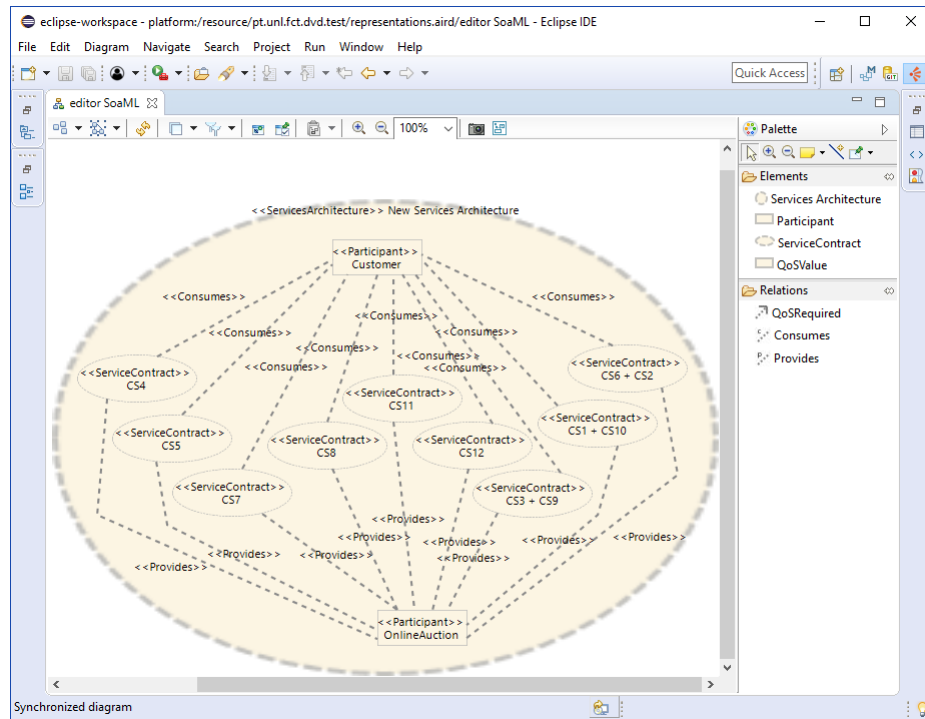 eclipse-workspace - platform:/resource/pt.unl.fct.dvd.test/representations.aird/editor SoaML - Eclipse IDE
File Edit Diagram Navigate Search Project Run Window Help
Quick Access
editor SoaML
100%
<<ServicesArchitecture>> New Services Architecture
<<Participant>>
Customer
<<Consumes>>
<<Consumes>>
<<Consumes>>
<<Consumes>>
<<Consumes>>
<<Consumes>>
<<Consumes>>
<<Consumes>>
<<Consumes>>
<<ServiceContract>>
CS4
<<ServiceContract>>
CS6 + CS2
<<ServiceContract>>
CS11
<<ServiceContract>>
CS1 + CS10
<<ServiceContract>>
CS5
<<ServiceContract>>
CS8
<<ServiceContract>>
CS12
<<ServiceContract>>
CS7
<<ServiceContract>>
CS3 + CS9
<<Provides>>
<<Provides>>
<<Provides>>
<<Provides>>
<<Provides>>
<<Provides>>
<<Provides>>
<<Provides>>
<<Provides>>
<<Participant>>
OnlineAuction
Palette
Elements
Services Architecture
Participant
ServiceContract
QoSValue
Relations
QoSRequired
Consumes
Provides
Synchronized diagram